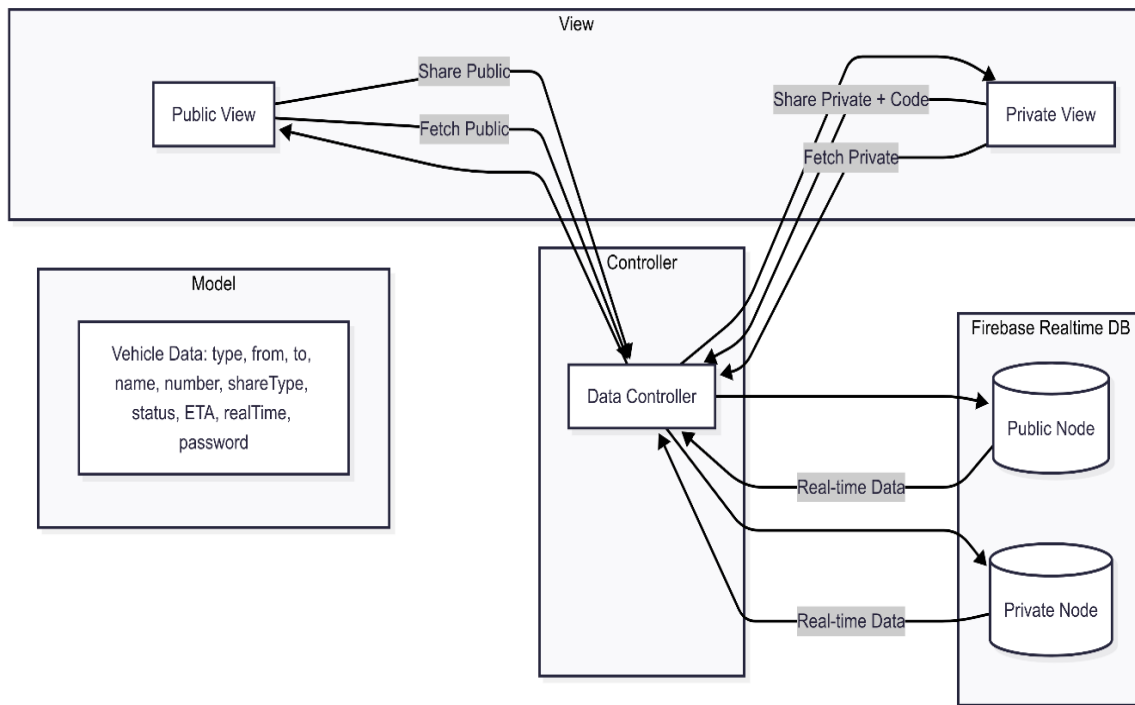 View
Public View
Share Public
Fetch Public
Share Private + Code
Fetch Private
Private View
Model
Vehicle Data: type, from, to,
name, number, shareType,
status, ETA, realTime,
password
Controller
Data Controller
Firebase Realtime DB
Public Node
Real-time Data
Private Node
Real-time Data